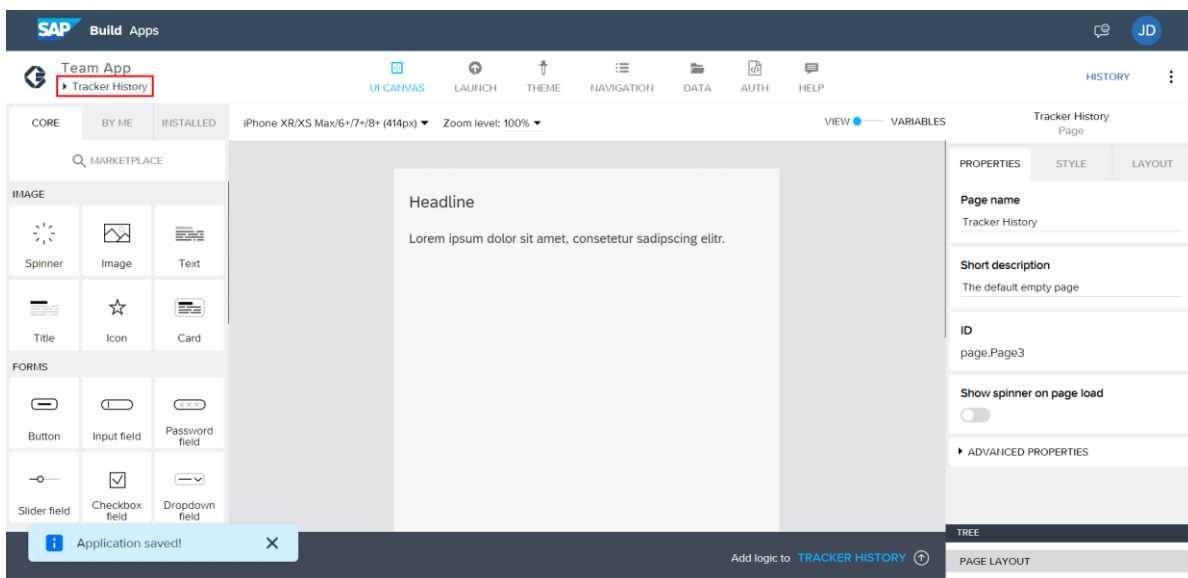 SAP Build Apps
JD
Team App
Tracker History
UI CANVAS LAUNCH THEME NAVIGATION DATA AUTH HELP
HISTORY
CORE BY ME INSTALLED
iPhone XR/XS Max/6+/7+/8+ (414px) Zoom level: 100%
VIEW VARIABLES
Tracker History
Page
MARKETPLACE
PROPERTIES STYLE LAYOUT
IMAGE
Spinner Image Text
Title Icon Card
FORMS
Button Input field Password field
Slider field Checkbox field Dropdown field
Headline
Lorem ipsum dolor sit amet, consetetur sadipscing elitr.
Page name
Tracker History
Short description
The default empty page
ID
page.Page3
Show spinner on page load
ADVANCED PROPERTIES
Application saved!
Add logic to TRACKER HISTORY
TREE
PAGE LAYOUT